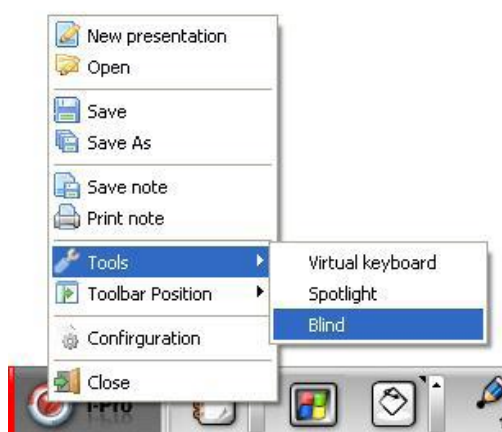 New presentation
Open
Save
Save As
Save note
Print note
Tools
Virtual keyboard
Spotlight
Blind
Toolbar Position
Confirguration
Close
I-Pro